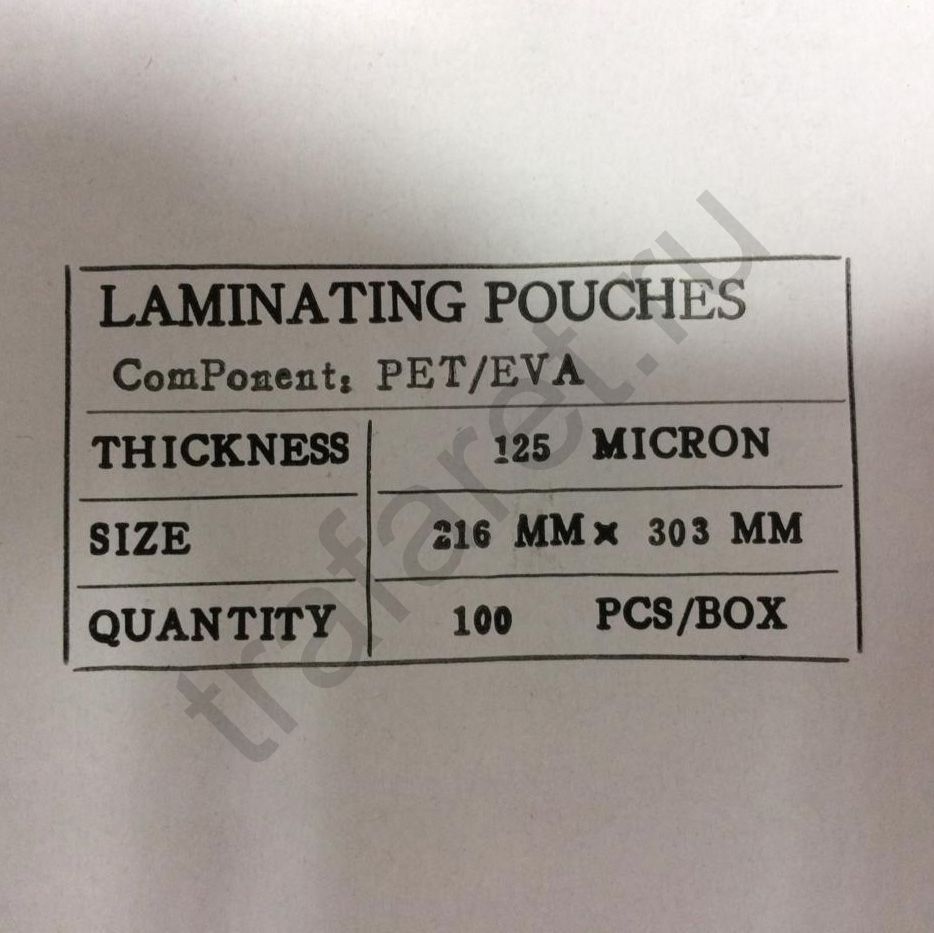 LAMINATING POUCHES
ComPonent: PET/EVA
THICKNESS 125 MICRON
SIZE 216 MM x 303 MM
QUANTITY 100 PCS/BOX
trafaret.ru